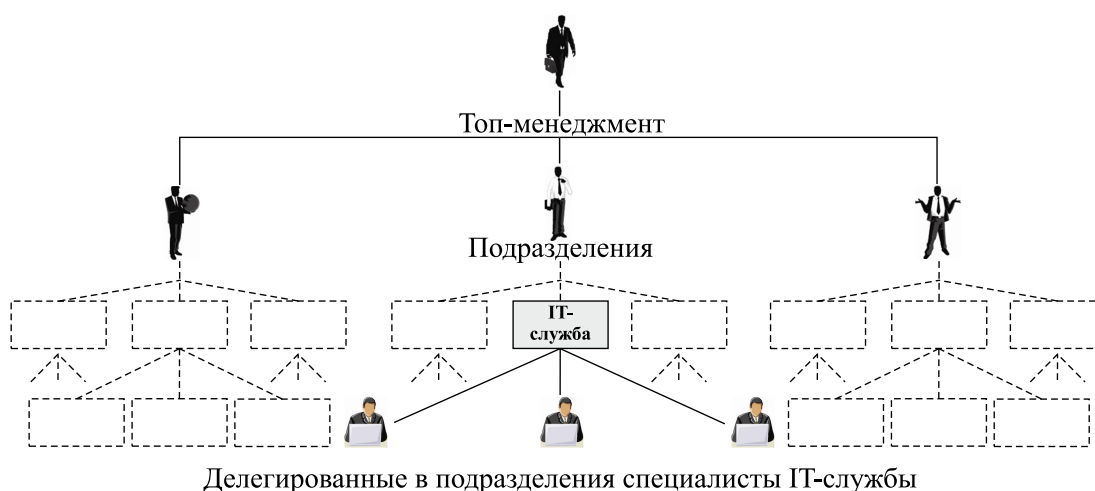 Топ-менеджмент
Подразделения
IT-
служба
Делегированные в подразделения специалисты IT-службы